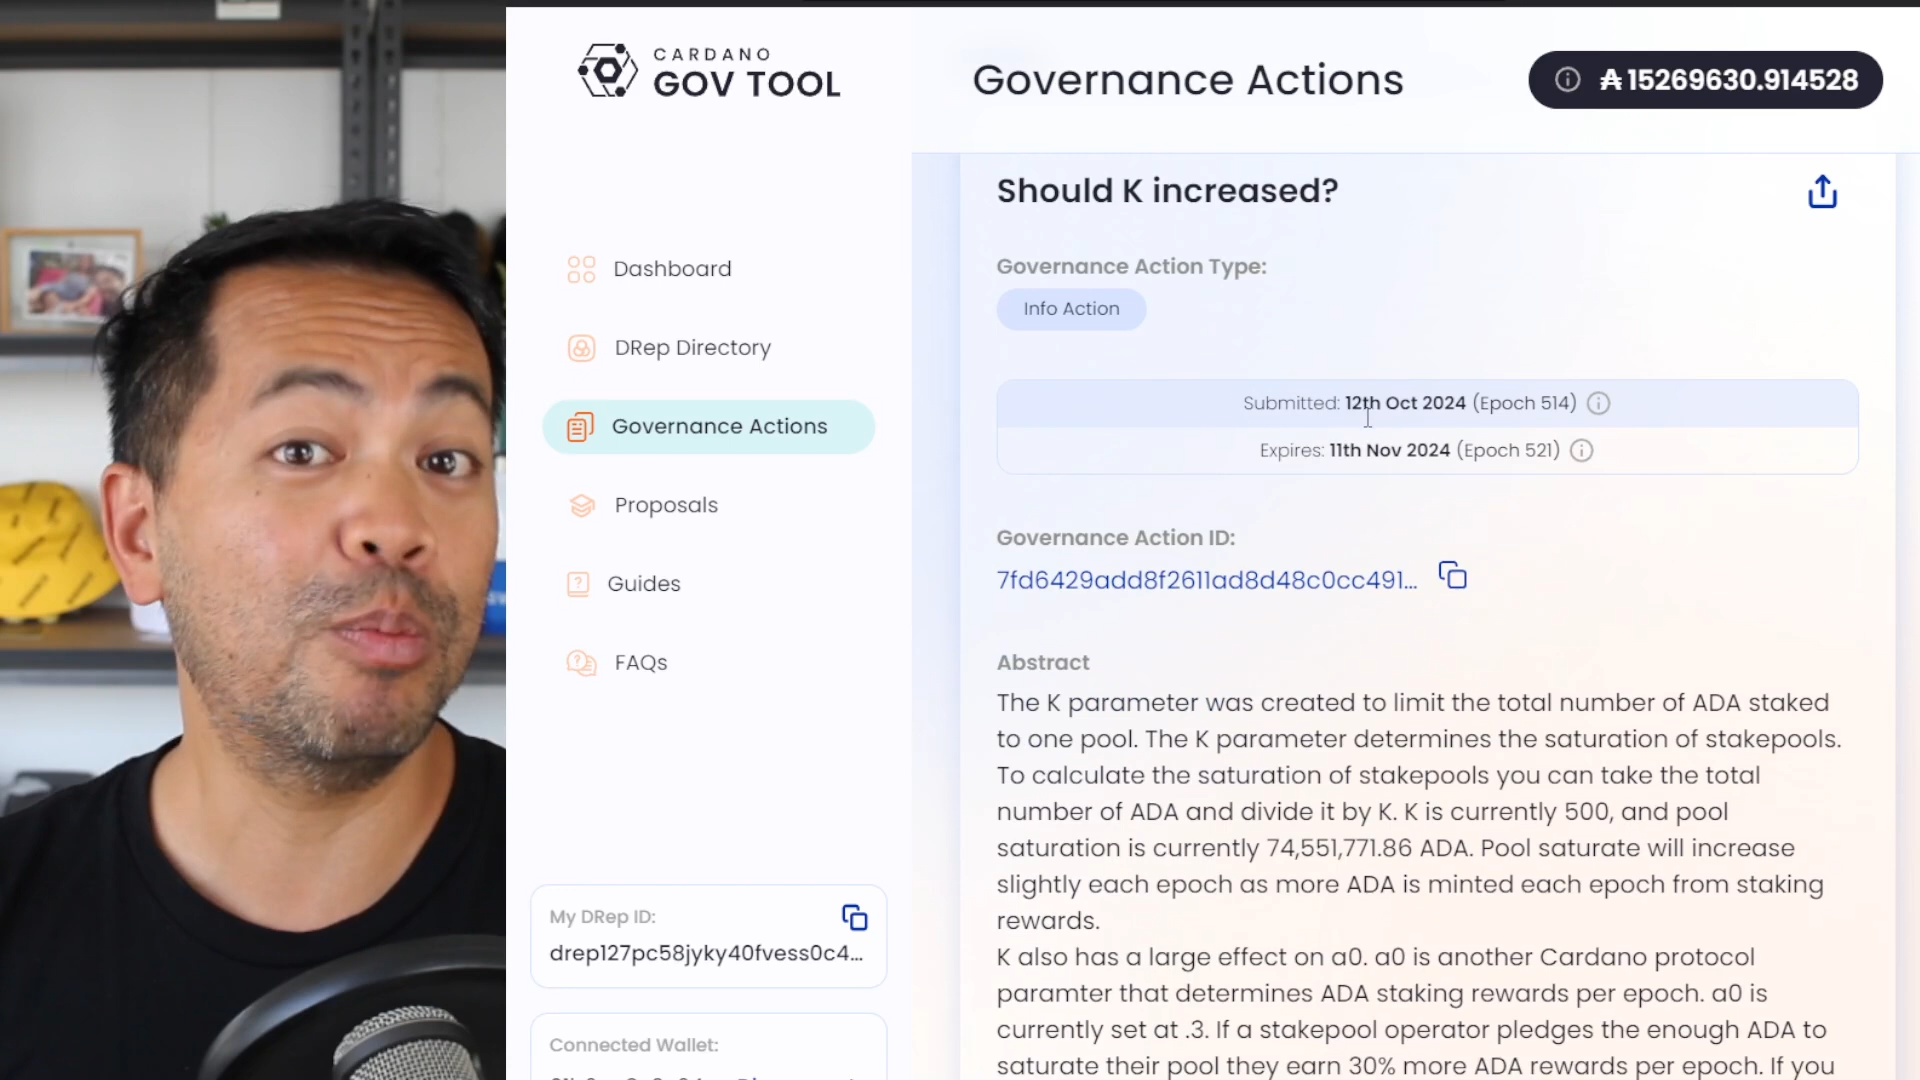 CARDANO
GOV TOOL
Governance Actions
₳ 15269630.914528
Dashboard
DRep Directory
Governance Actions
Proposals
Guides
FAQs
My DRep ID:
drep127pc58jyky40fvess0c4...
Connected Wallet:
Should K increased?
Governance Action Type:
Info Action
Submitted: 12th Oct 2024 (Epoch 514)
Expires: 11th Nov 2024 (Epoch 521)
Governance Action ID:
7fd6429add8f2611ad8d48c0cc491...
Abstract
The K parameter was created to limit the total number of ADA staked
to one pool. The K parameter determines the saturation of stakepools.
To calculate the saturation of stakepools you can take the total
number of ADA and divide it by K. K is currently 500, and pool
saturation is currently 74,551,771.86 ADA. Pool saturate will increase
slightly each epoch as more ADA is minted each epoch from staking
rewards.
K also has a large effect on a0. a0 is another Cardano protocol
paramter that determines ADA staking rewards per epoch. a0 is
currently set at .3. If a stakepool operator pledges the enough ADA to
saturate their pool they earn 30% more ADA rewards per epoch. If you